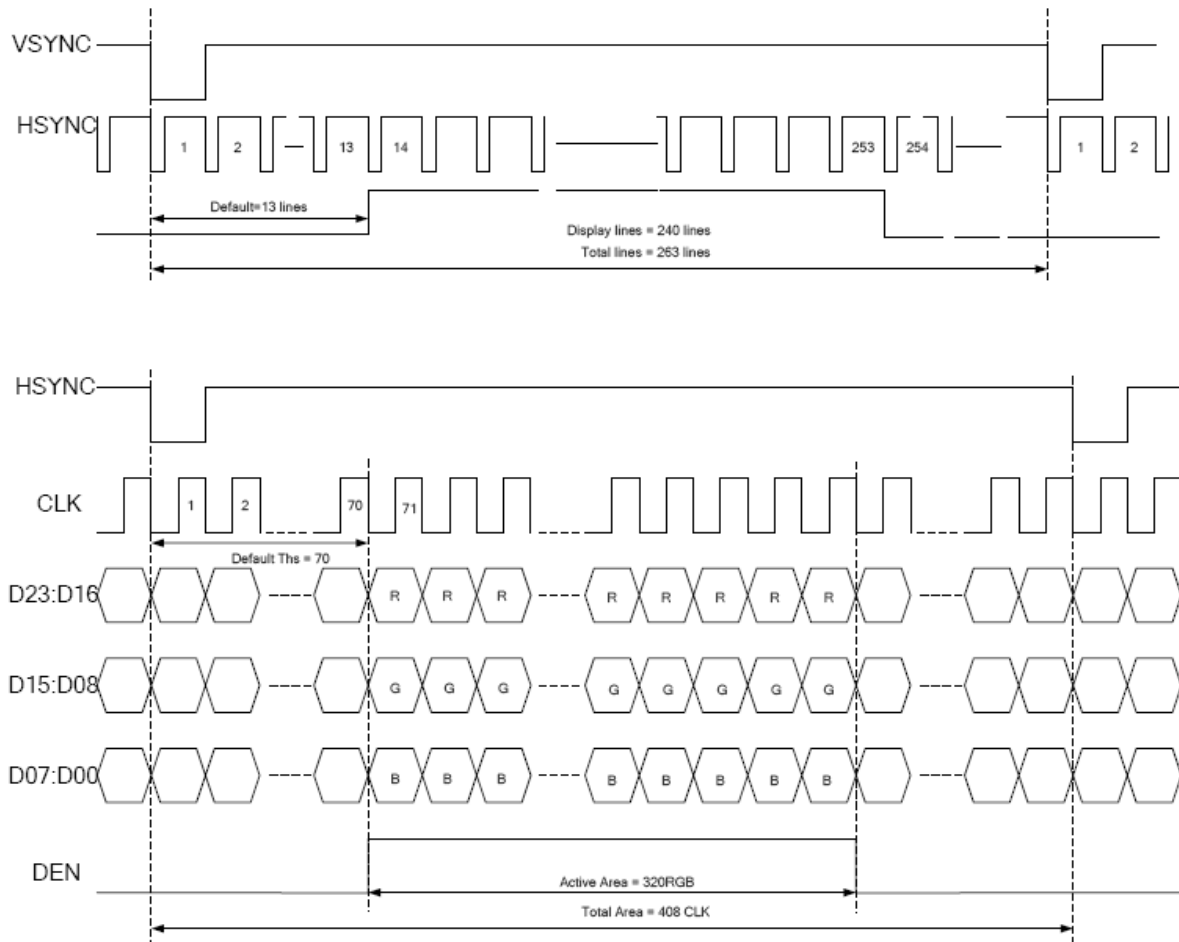 VSYNC
HSYNC
1 2 13 14 253 254 1 2
Default=13 lines
Display lines = 240 lines
Total lines = 263 lines
HSYNC
CLK
1 2 70 71
Default Ths = 70
D23:D16
R R R R R R R R
D15:D08
G G G G G G G G
D07:D00
B B B B B B B B
DEN
Active Area = 320RGB
Total Area = 408 CLK